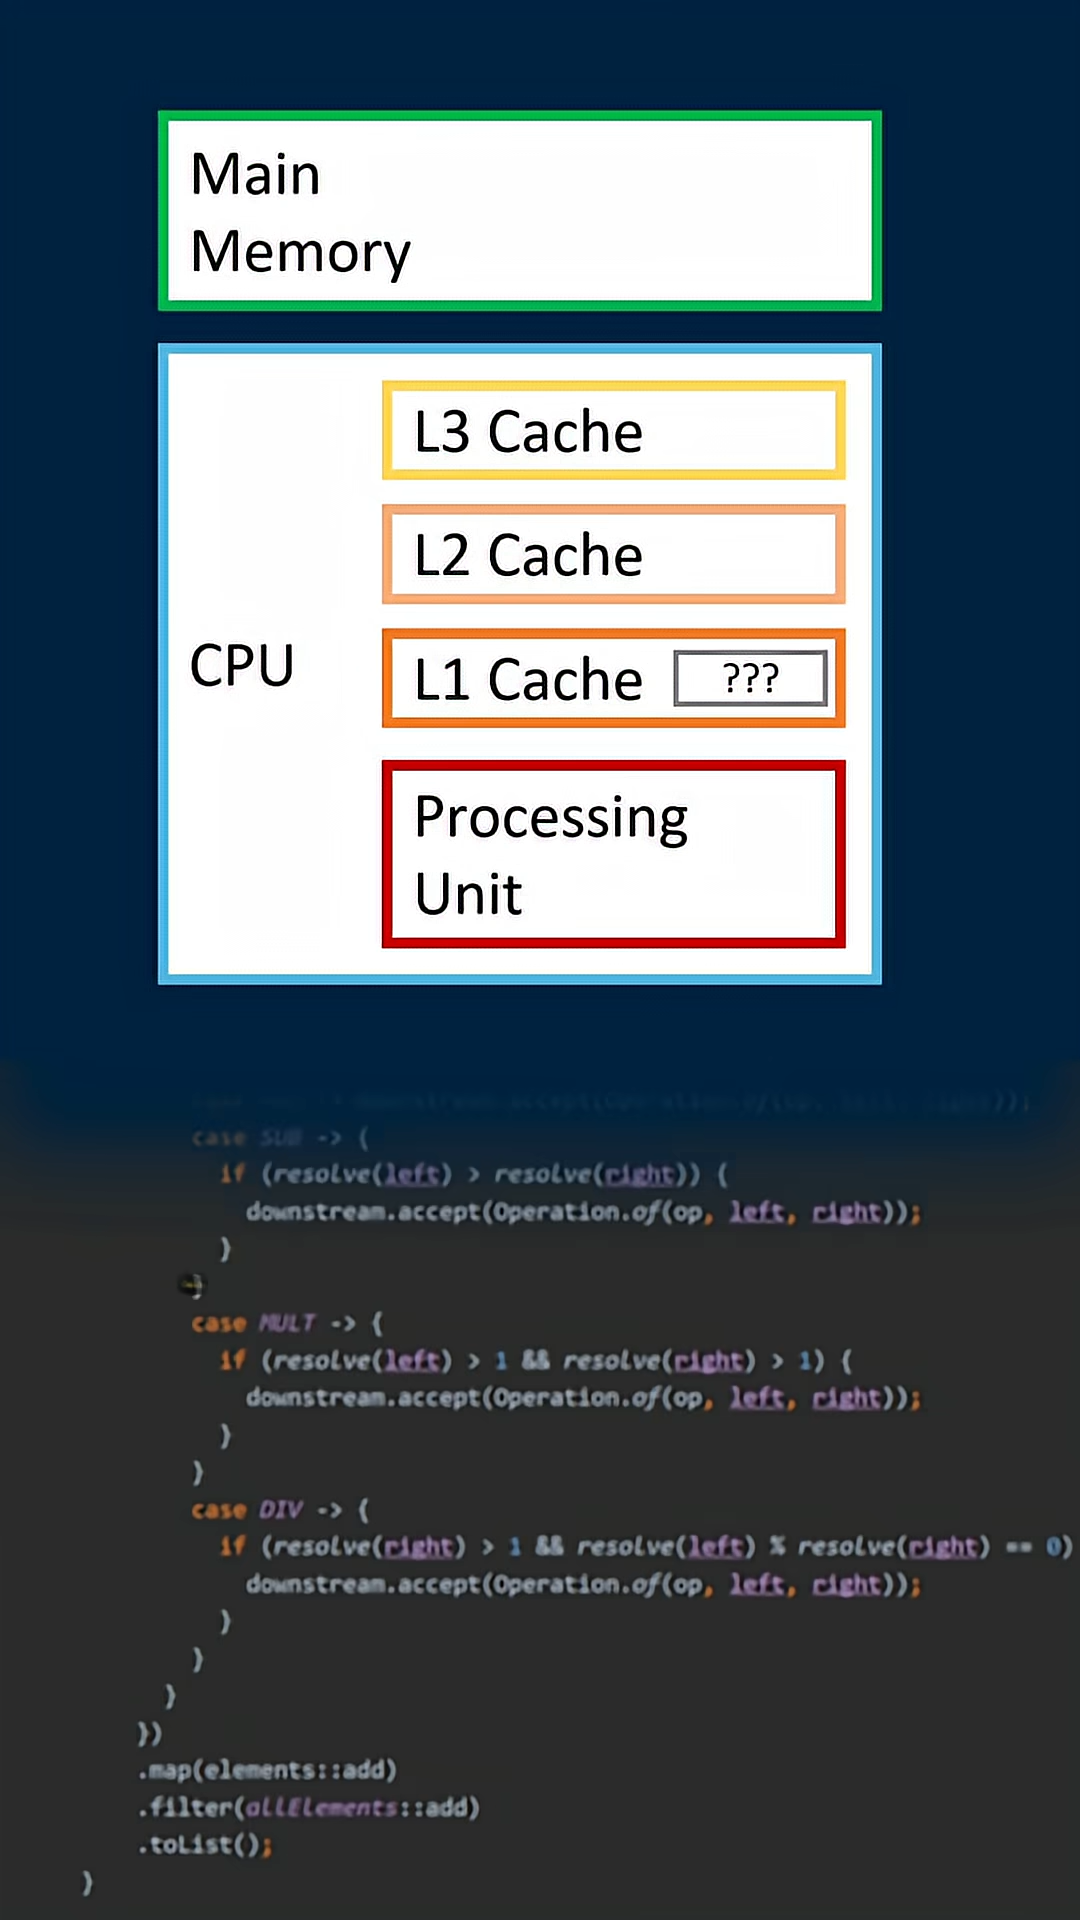 Main
Memory
L3 Cache
L2 Cache
CPU
L1 Cache ???
Processing
Unit
case SUB -> {
if (resolve(left) > resolve(right)) {
downstream.accept(Operation.of(op, left, right));
}
}
case MULT -> {
if (resolve(left) > 1 && resolve(right) > 1) {
downstream.accept(Operation.of(op, left, right));
}
}
case DIV -> {
if (resolve(right) > 1 && resolve(left) % resolve(right) == 0)
downstream.accept(Operation.of(op, left, right));
}
}
}
})
.map(elements::add)
.filter(allElements::add)
.toList();
}